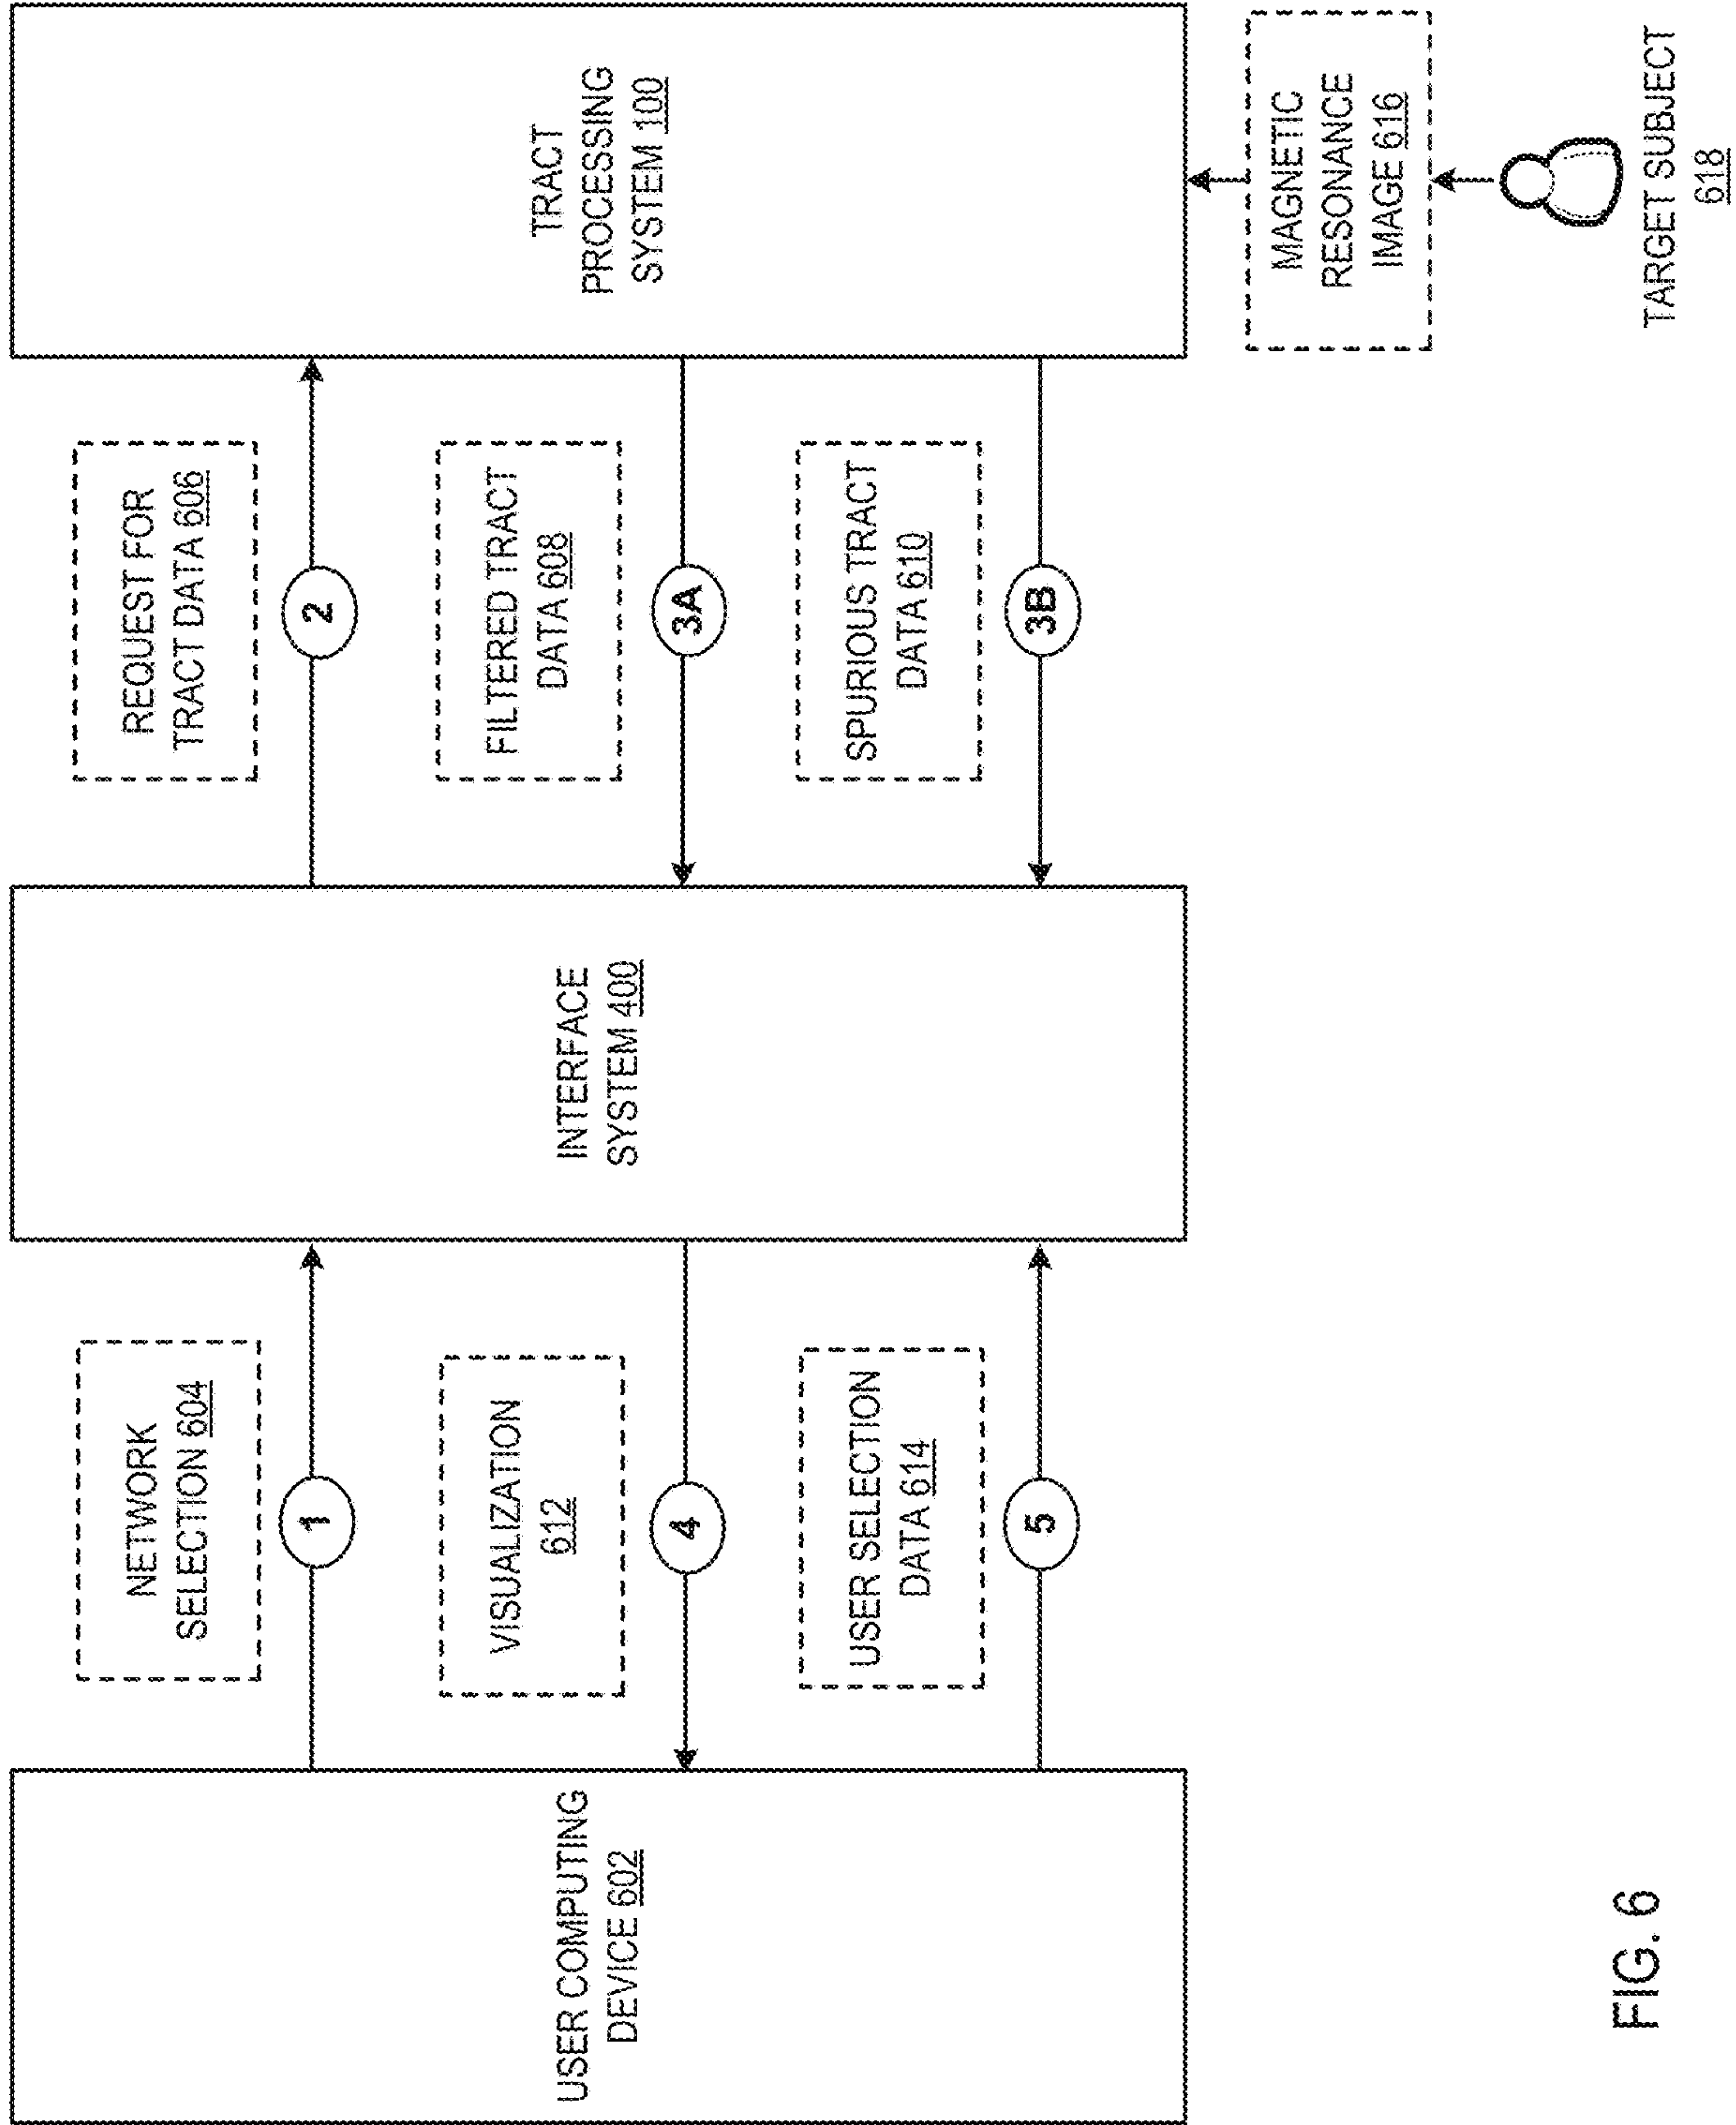 USER COMPUTING
DEVICE 602
NETWORK
SELECTION 604
1
VISUALIZATION
612
4
USER SELECTION
DATA 614
5
INTERFACE
SYSTEM 400
REQUEST FOR
TRACT DATA 606
2
FILTERED TRACT
DATA 608
3A
SPURIOUS TRACT
DATA 610
3B
TRACT
PROCESSING
SYSTEM 100
MAGNETIC
RESONANCE
IMAGE 616
TARGET SUBJECT
618
FIG. 6